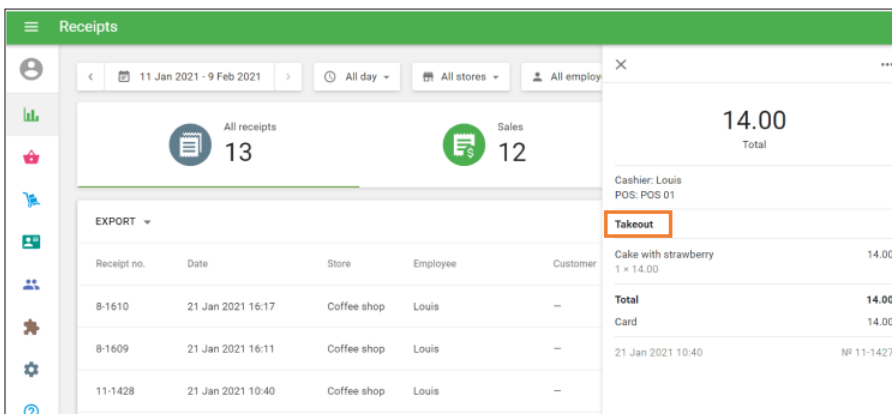 Receipts
11 Jan 2021 - 9 Feb 2021
All day
All stores
All employ
All receipts
13
Sales
12
EXPORT
Receipt no. Date Store Employee Customer
8-1610 21 Jan 2021 16:17 Coffee shop Louis –
8-1609 21 Jan 2021 16:11 Coffee shop Louis –
11-1428 21 Jan 2021 10:40 Coffee shop Louis –
14.00
Total
Cashier: Louis
POS: POS 01
Takeout
Cake with strawberry 14.00
1 × 14.00
Total 14.00
Card 14.00
21 Jan 2021 10:40 № 11-1427